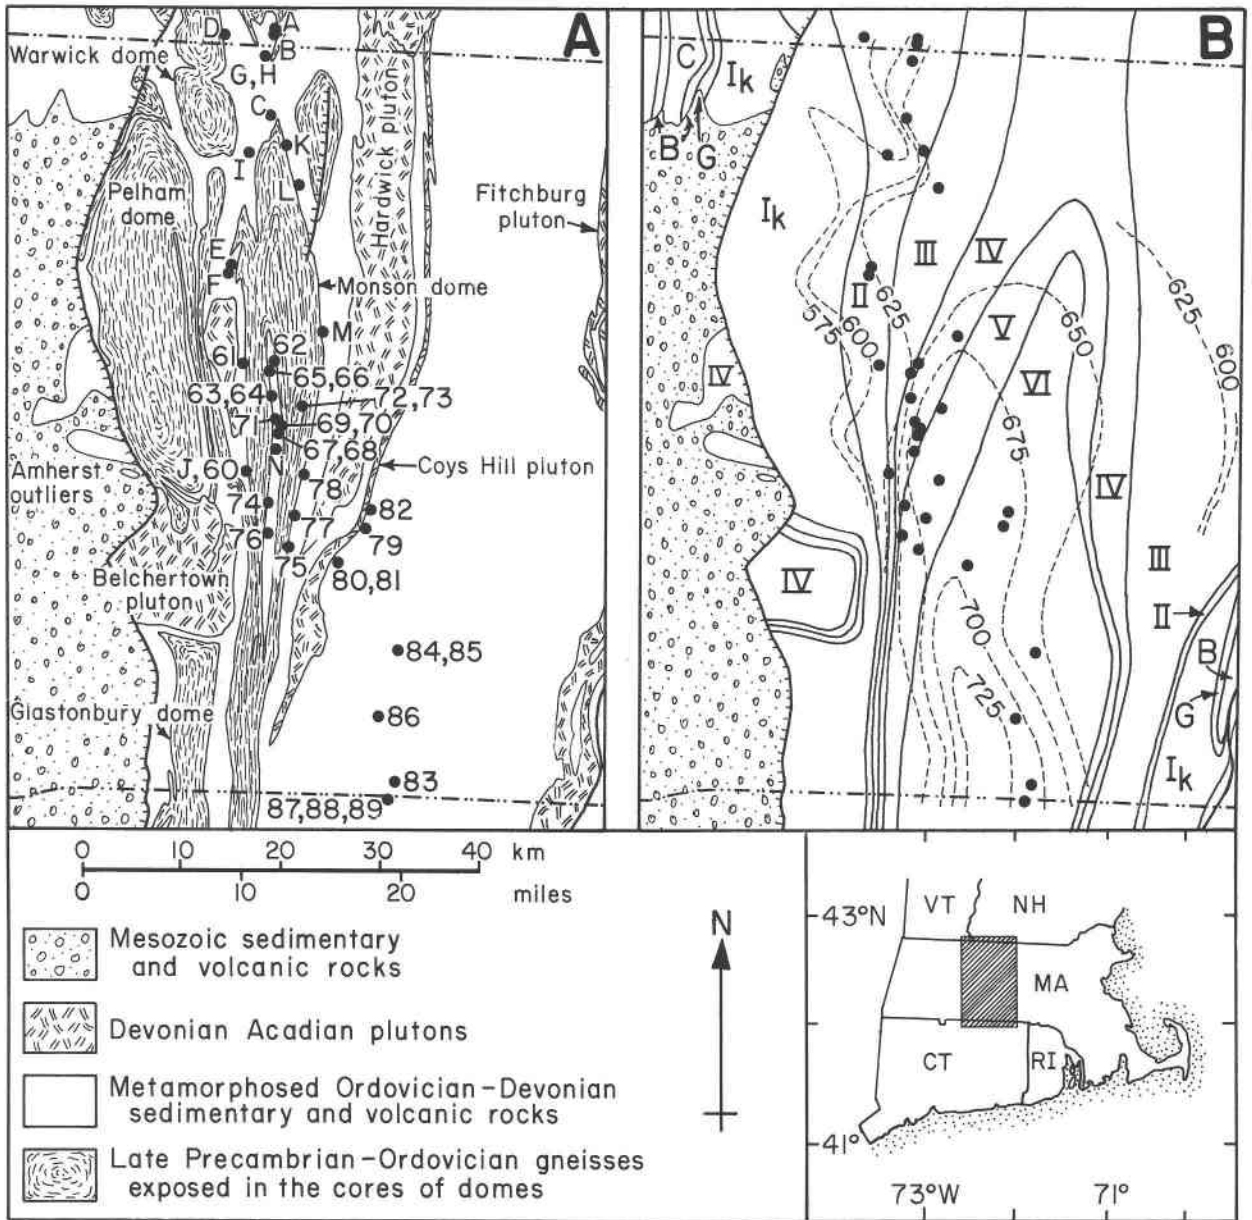 A
D
A
B
Warwick dome
G, H
C
K
I
L
Pelham
dome
Hardwick pluton
Fitchburg
pluton
E
F
Monson dome
M
61
62
65,66
63,64
72,73
71
69,70
67,68
N
J,60
Coys Hill pluton
Amherst
outliers
78
74
82
77
76
79
75
80,81
Belchertown
pluton
84,85
86
Glastonbury dome
83
87,88,89
B
C
Ik
B
G
Ik
III
IV
II
575
600
625
V
650
625
600
VI
IV
675
IV
IV
III
II
700
B
725
G
Ik
0 10 20 30 40 km
0 10 20 miles
Mesozoic sedimentary
and volcanic rocks
Devonian Acadian plutons
Metamorphosed Ordovician–Devonian
sedimentary and volcanic rocks
Late Precambrian–Ordovician gneisses
exposed in the cores of domes
N
43°N
VT
NH
MA
CT
RI
41°
73°W
71°